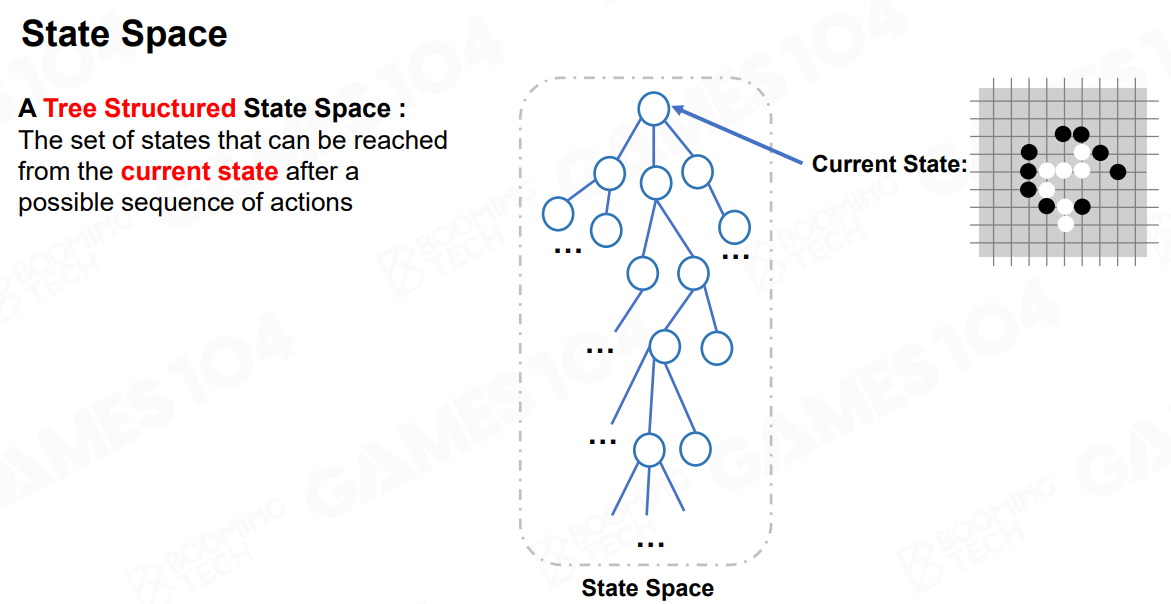 State Space
A Tree Structured State Space :
The set of states that can be reached
from the current state after a
possible sequence of actions
Current State:
...
...
...
...
...
State Space
GAMES104
BOOMING
TECH